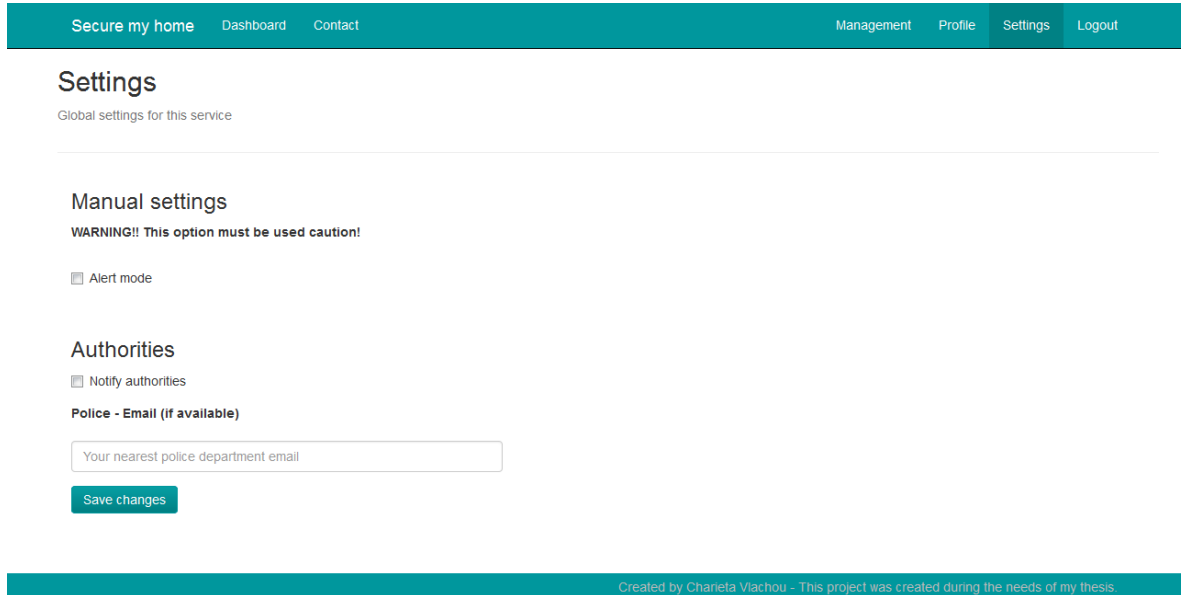 Secure my home Dashboard Contact Management Profile Settings Logout
Settings
Global settings for this service
Manual settings
WARNING!! This option must be used caution!
Alert mode
Authorities
Notify authorities
Police - Email (if available)
Your nearest police department email
Save changes
Created by Charieta Vlachou - This project was created during the needs of my thesis.